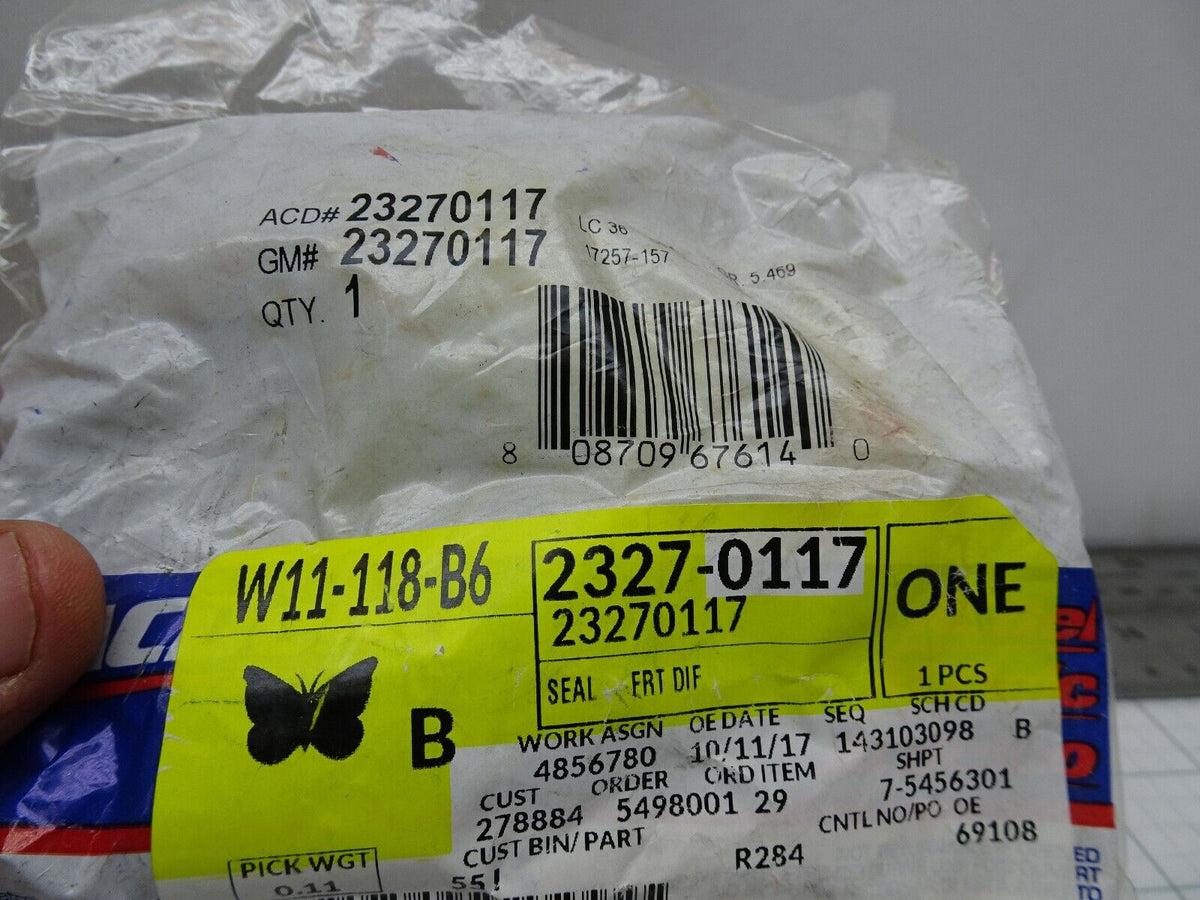 ACD# 23270117
GM# 23270117
QTY. 1
LC 36
17257-157
5.469
8 08709 67614 0
W11-118-B6
2327-0117
23270117
ONE
SEAL FRT DIF
1 PCS
B
WORK ASGN OE DATE SEQ SCH CD
4856780 10/11/17 143103098 B
CUST ORDER ORD ITEM SHPT
278884 5498001 29 7-5456301
CUST BIN/PART CNTL NO/PO OE
R284 69108
PICK WGT
0.11
55!